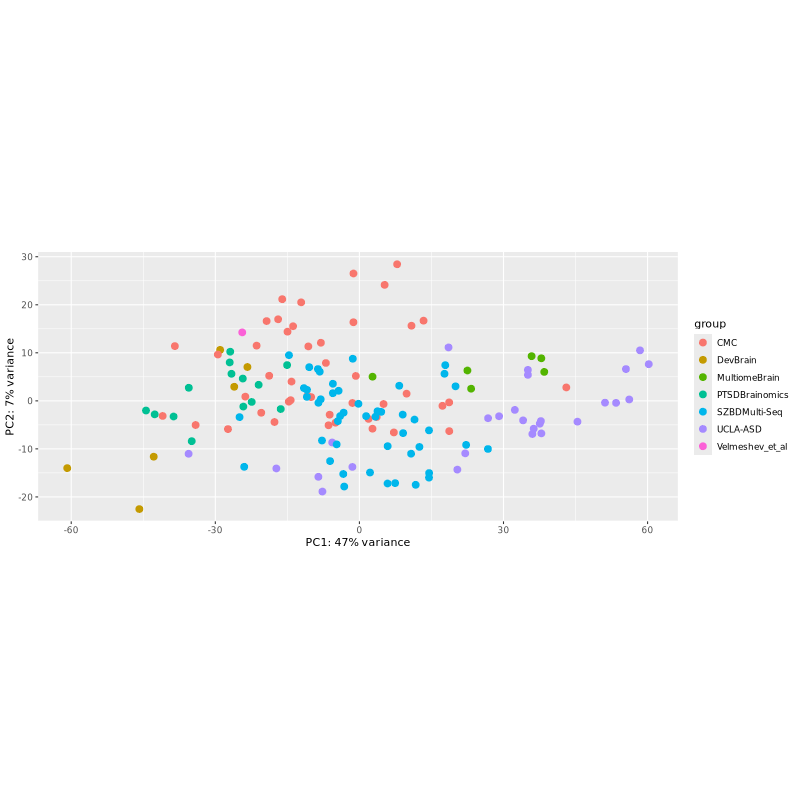 30
20
10
0
-10
-20
PC2: 7% variance
-60
-30
0
30
60
PC1: 47% variance
group
CMC
DevBrain
MultiomeBrain
PTSDBrainomics
SZBDMulti-Seq
UCLA-ASD
Velmeshev_et_al